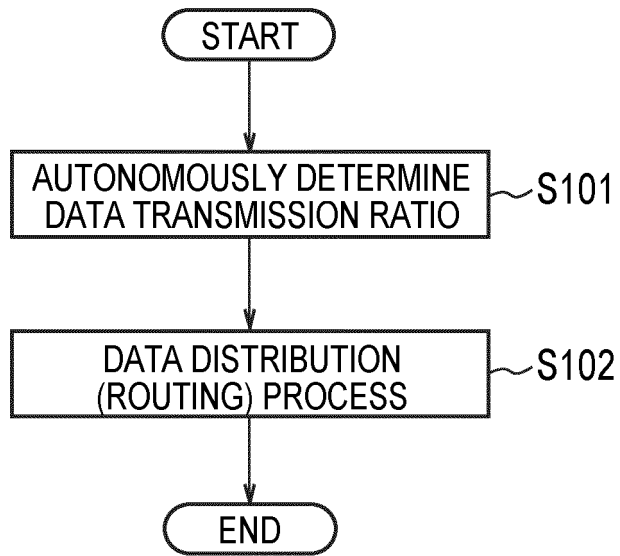 START
AUTONOMOUSLY DETERMINE
DATA TRANSMISSION RATIO
S101
DATA DISTRIBUTION
(ROUTING) PROCESS
S102
END